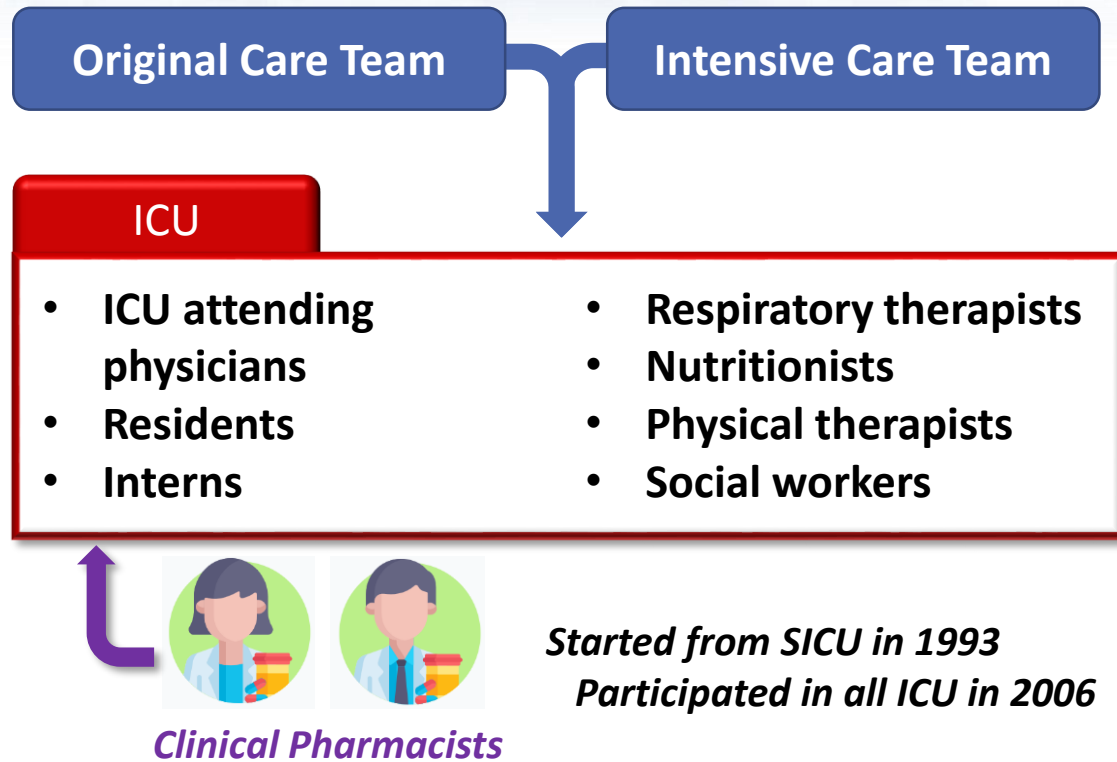 Original Care Team
Intensive Care Team
ICU
• ICU attending
physicians
• Residents
• Interns
• Respiratory therapists
• Nutritionists
• Physical therapists
• Social workers
Started from SICU in 1993
Participated in all ICU in 2006
Clinical Pharmacists